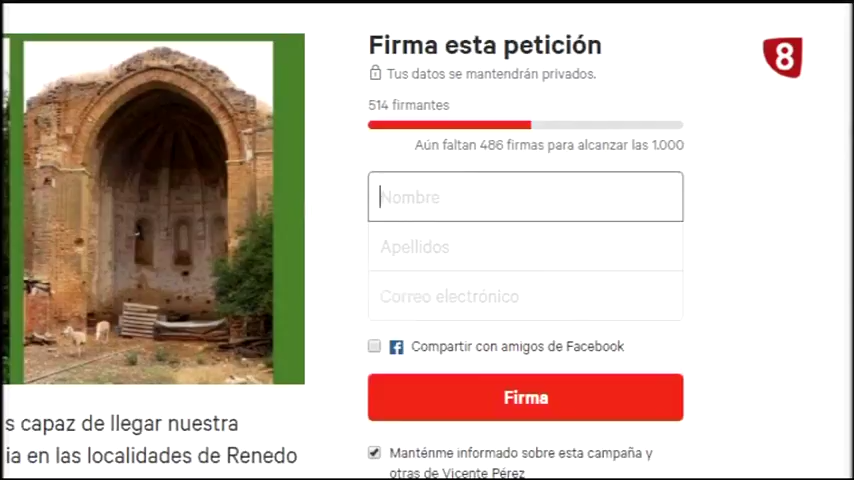 Firma esta petición
8
Tus datos se mantendrán privados.
514 firmantes
Aún faltan 486 firmas para alcanzar las 1.000
Nombre
Apellidos
Correo electrónico
Compartir con amigos de Facebook
Firma
s capaz de llegar nuestra
ia en las localidades de Renedo
Manténme informado sobre esta campaña y
otras de Vicente Pérez